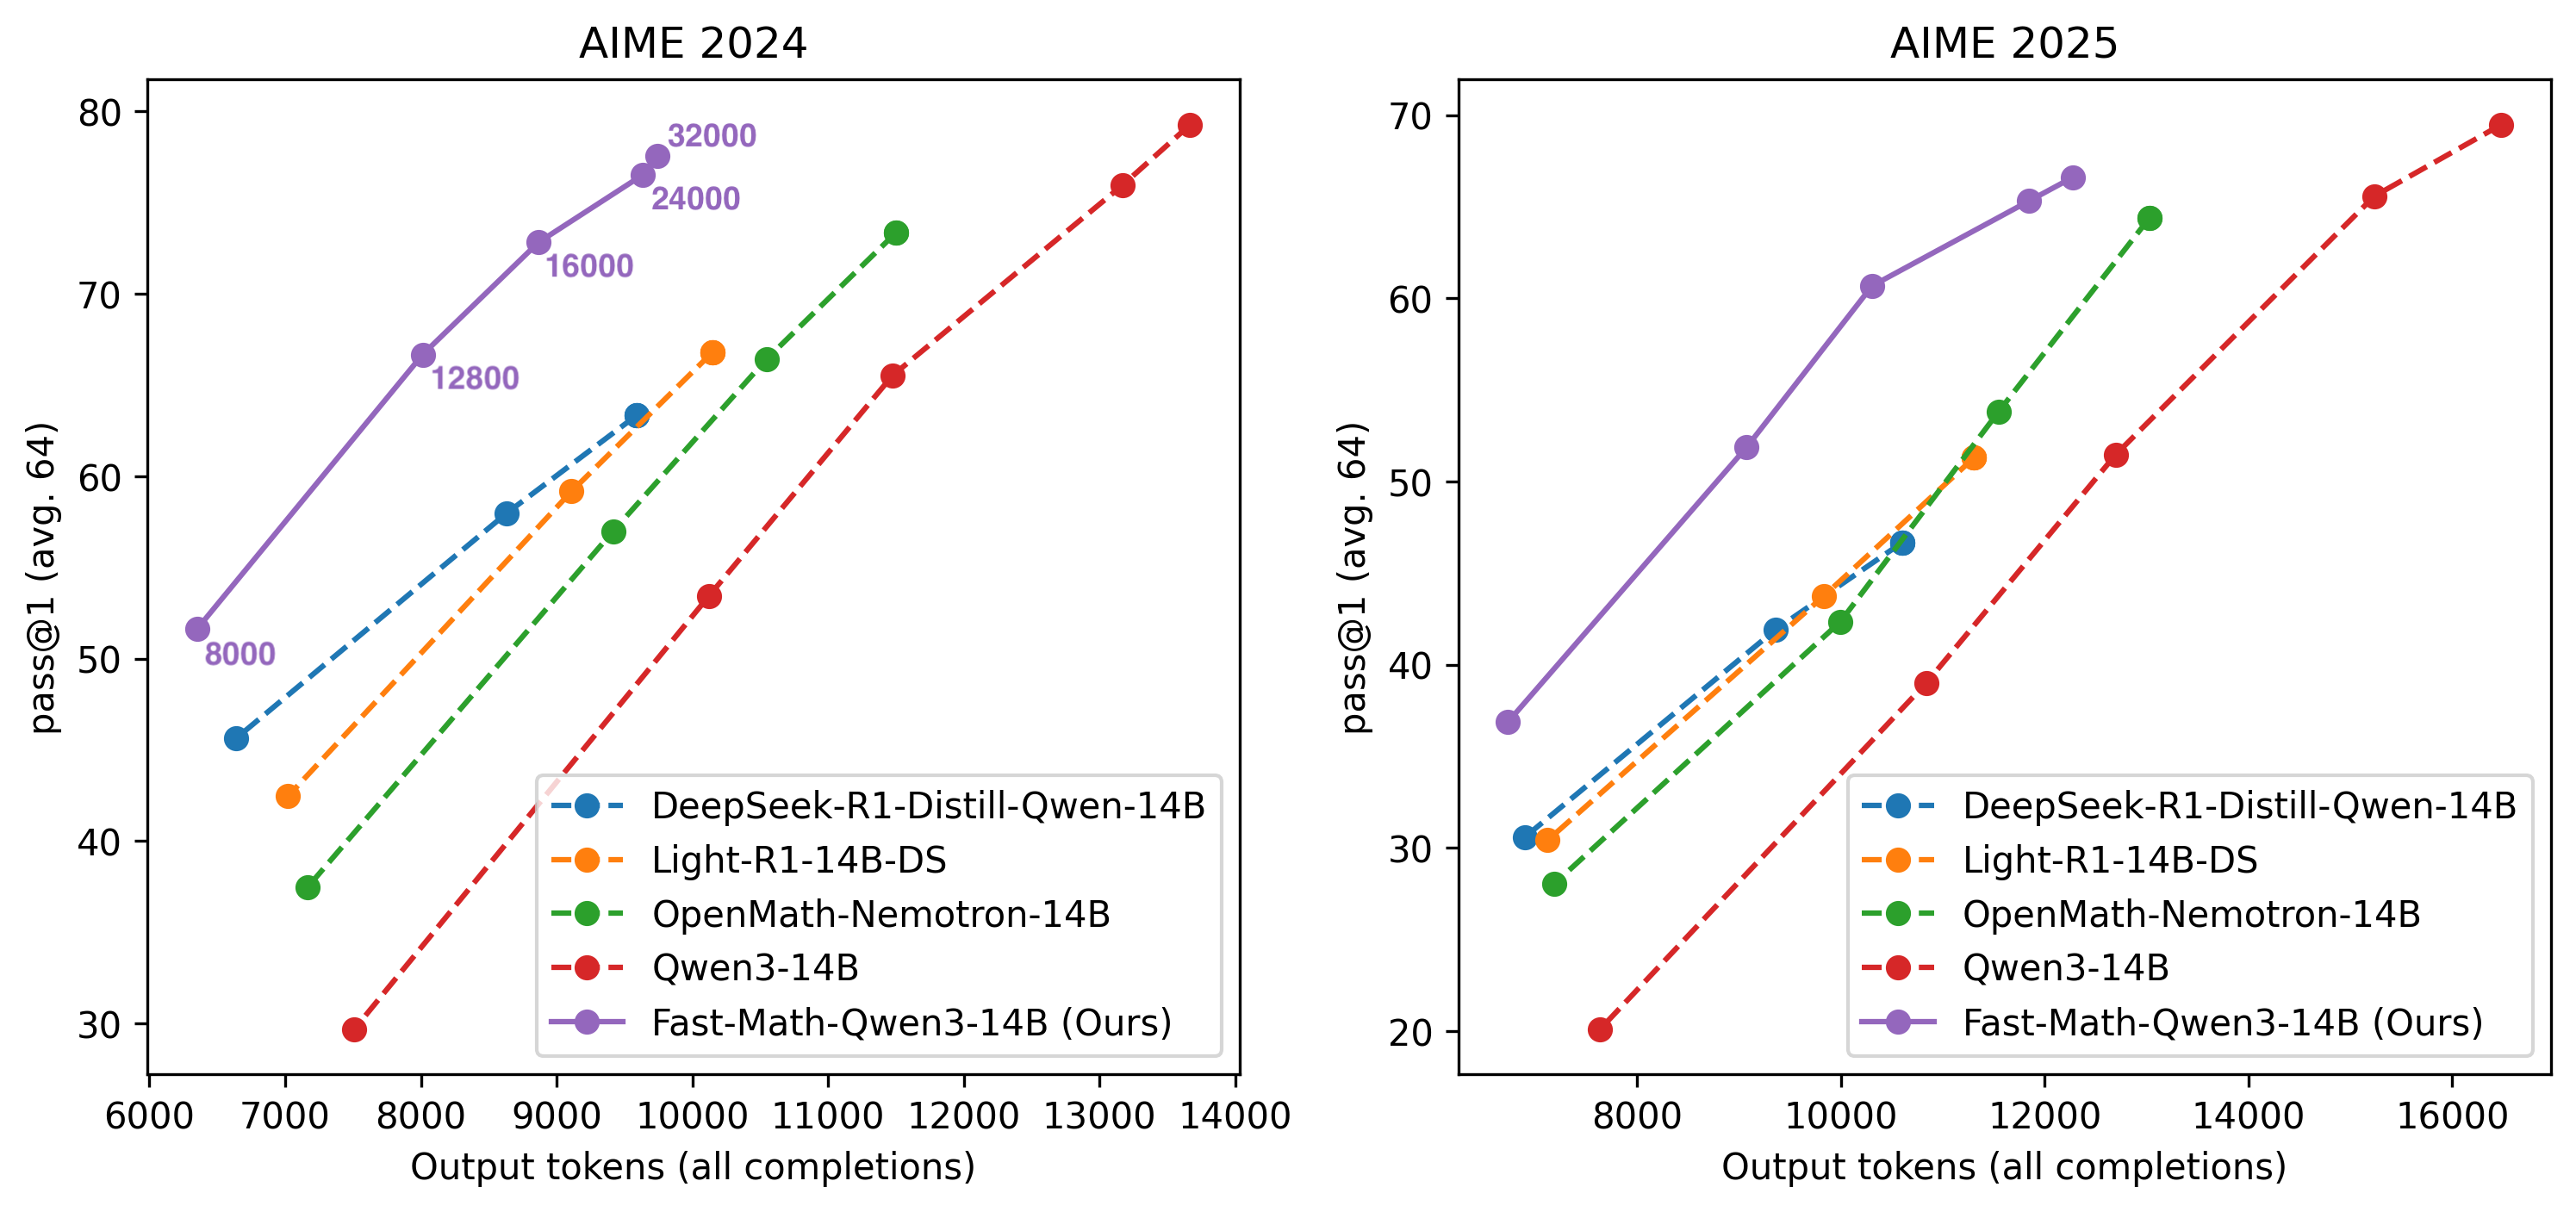 AIME 2024
80
70
60
50
40
30
pass@1 (avg. 64)
32000
24000
16000
12800
8000
DeepSeek-R1-Distill-Qwen-14B
Light-R1-14B-DS
OpenMath-Nemotron-14B
Qwen3-14B
Fast-Math-Qwen3-14B (Ours)
6000 7000 8000 9000 10000 11000 12000 13000 14000
Output tokens (all completions)
AIME 2025
70
60
50
40
30
20
pass@1 (avg. 64)
DeepSeek-R1-Distill-Qwen-14B
Light-R1-14B-DS
OpenMath-Nemotron-14B
Qwen3-14B
Fast-Math-Qwen3-14B (Ours)
8000 10000 12000 14000 16000
Output tokens (all completions)